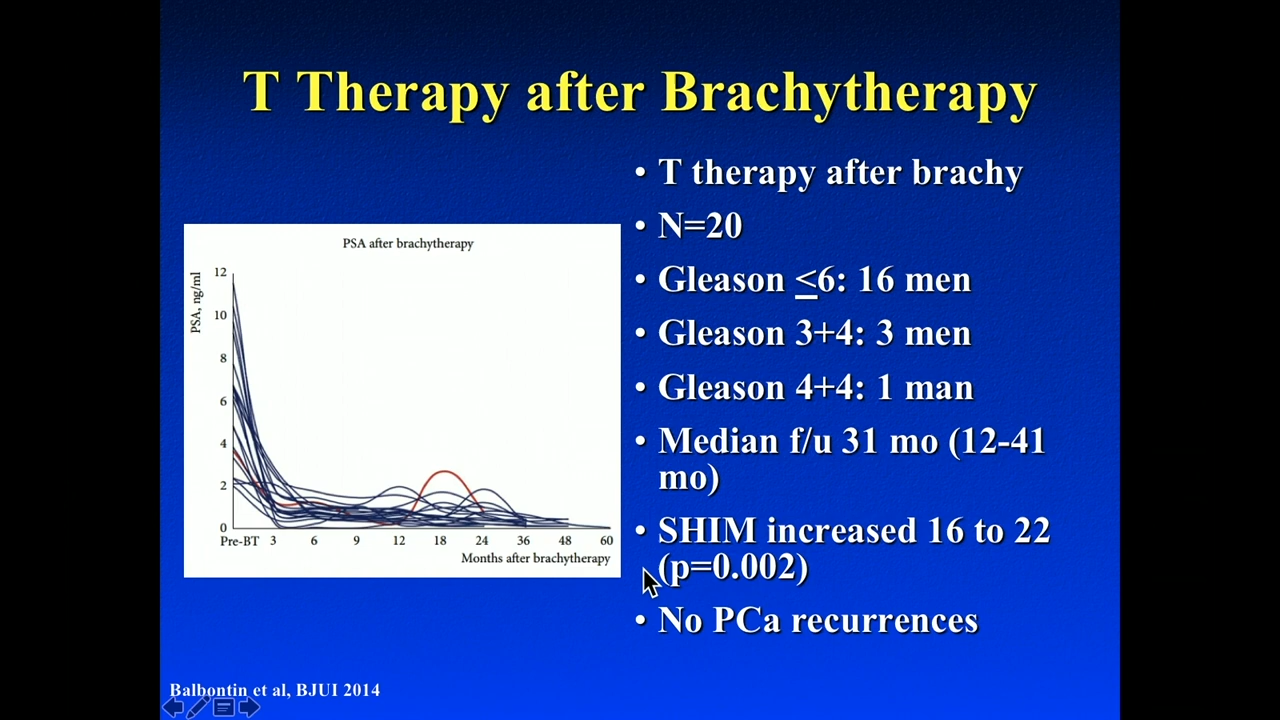 T Therapy after Brachytherapy
• T therapy after brachy
• N=20
• Gleason <6: 16 men
• Gleason 3+4: 3 men
• Gleason 4+4: 1 man
• Median f/u 31 mo (12-41
mo)
• SHIM increased 16 to 22
(p=0.002)
• No PCa recurrences
PSA after brachytherapy
PSA, ng/ml
12
10
8
6
4
2
0
Pre-BT 3 6 9 12 18 24 36 48 60
Months after brachytherapy
Balbontin et al, BJUI 2014